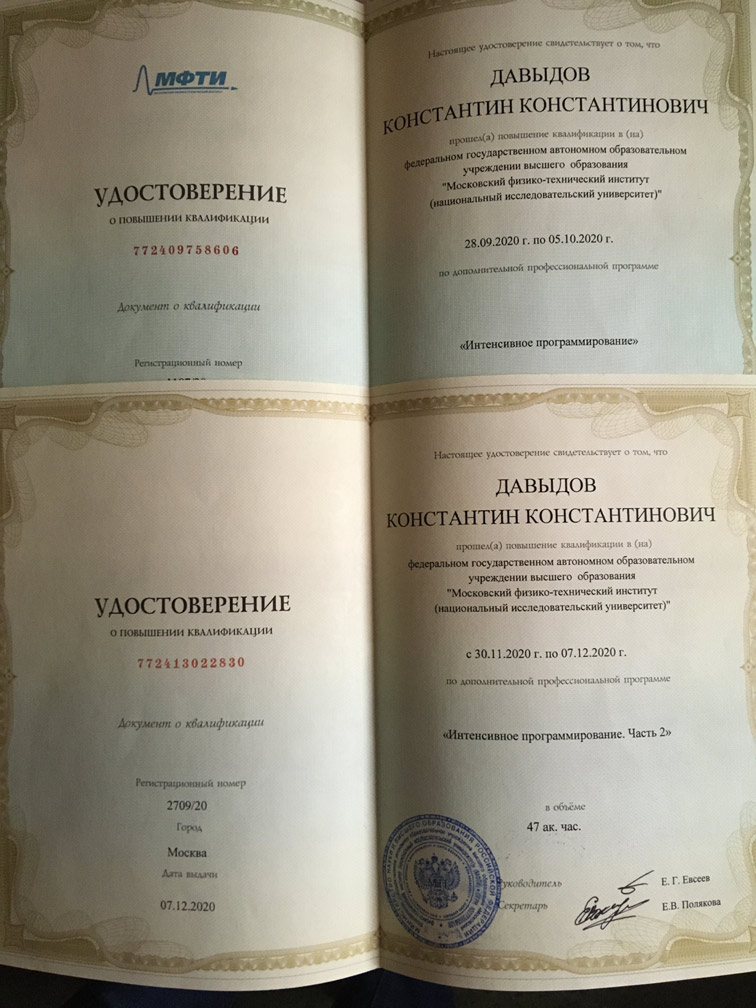 МФТИ
УДОСТОВЕРЕНИЕ
О ПОВЫШЕНИИ КВАЛИФИКАЦИИ
772409758606
Документ о квалификации
Регистрационный номер
Настоящее удостоверение свидетельствует о том, что
ДАВЫДОВ
КОНСТАНТИН КОНСТАНТИНОВИЧ
прошел(а) повышение квалификации в (на)
федеральном государственном автономном образовательном
учреждении высшего образования
"Московский физико-технический институт
(национальный исследовательский университет)"
28.09.2020 г. по 05.10.2020 г.
по дополнительной профессиональной программе
«Интенсивное программирование»
УДОСТОВЕРЕНИЕ
О ПОВЫШЕНИИ КВАЛИФИКАЦИИ
772413022830
Документ о квалификации
Регистрационный номер
2709/20
Город
Москва
Дата выдачи
07.12.2020
Настоящее удостоверение свидетельствует о том, что
ДАВЫДОВ
КОНСТАНТИН КОНСТАНТИНОВИЧ
прошел(а) повышение квалификации в (на)
федеральном государственном автономном образовательном
учреждении высшего образования
"Московский физико-технический институт
(национальный исследовательский университет)"
с 30.11.2020 г. по 07.12.2020 г.
по дополнительной профессиональной программе
«Интенсивное программирование. Часть 2»
в объёме
47 ак. час.
Руководитель
Е. Г. Евсеев
Секретарь
Е.В. Полякова